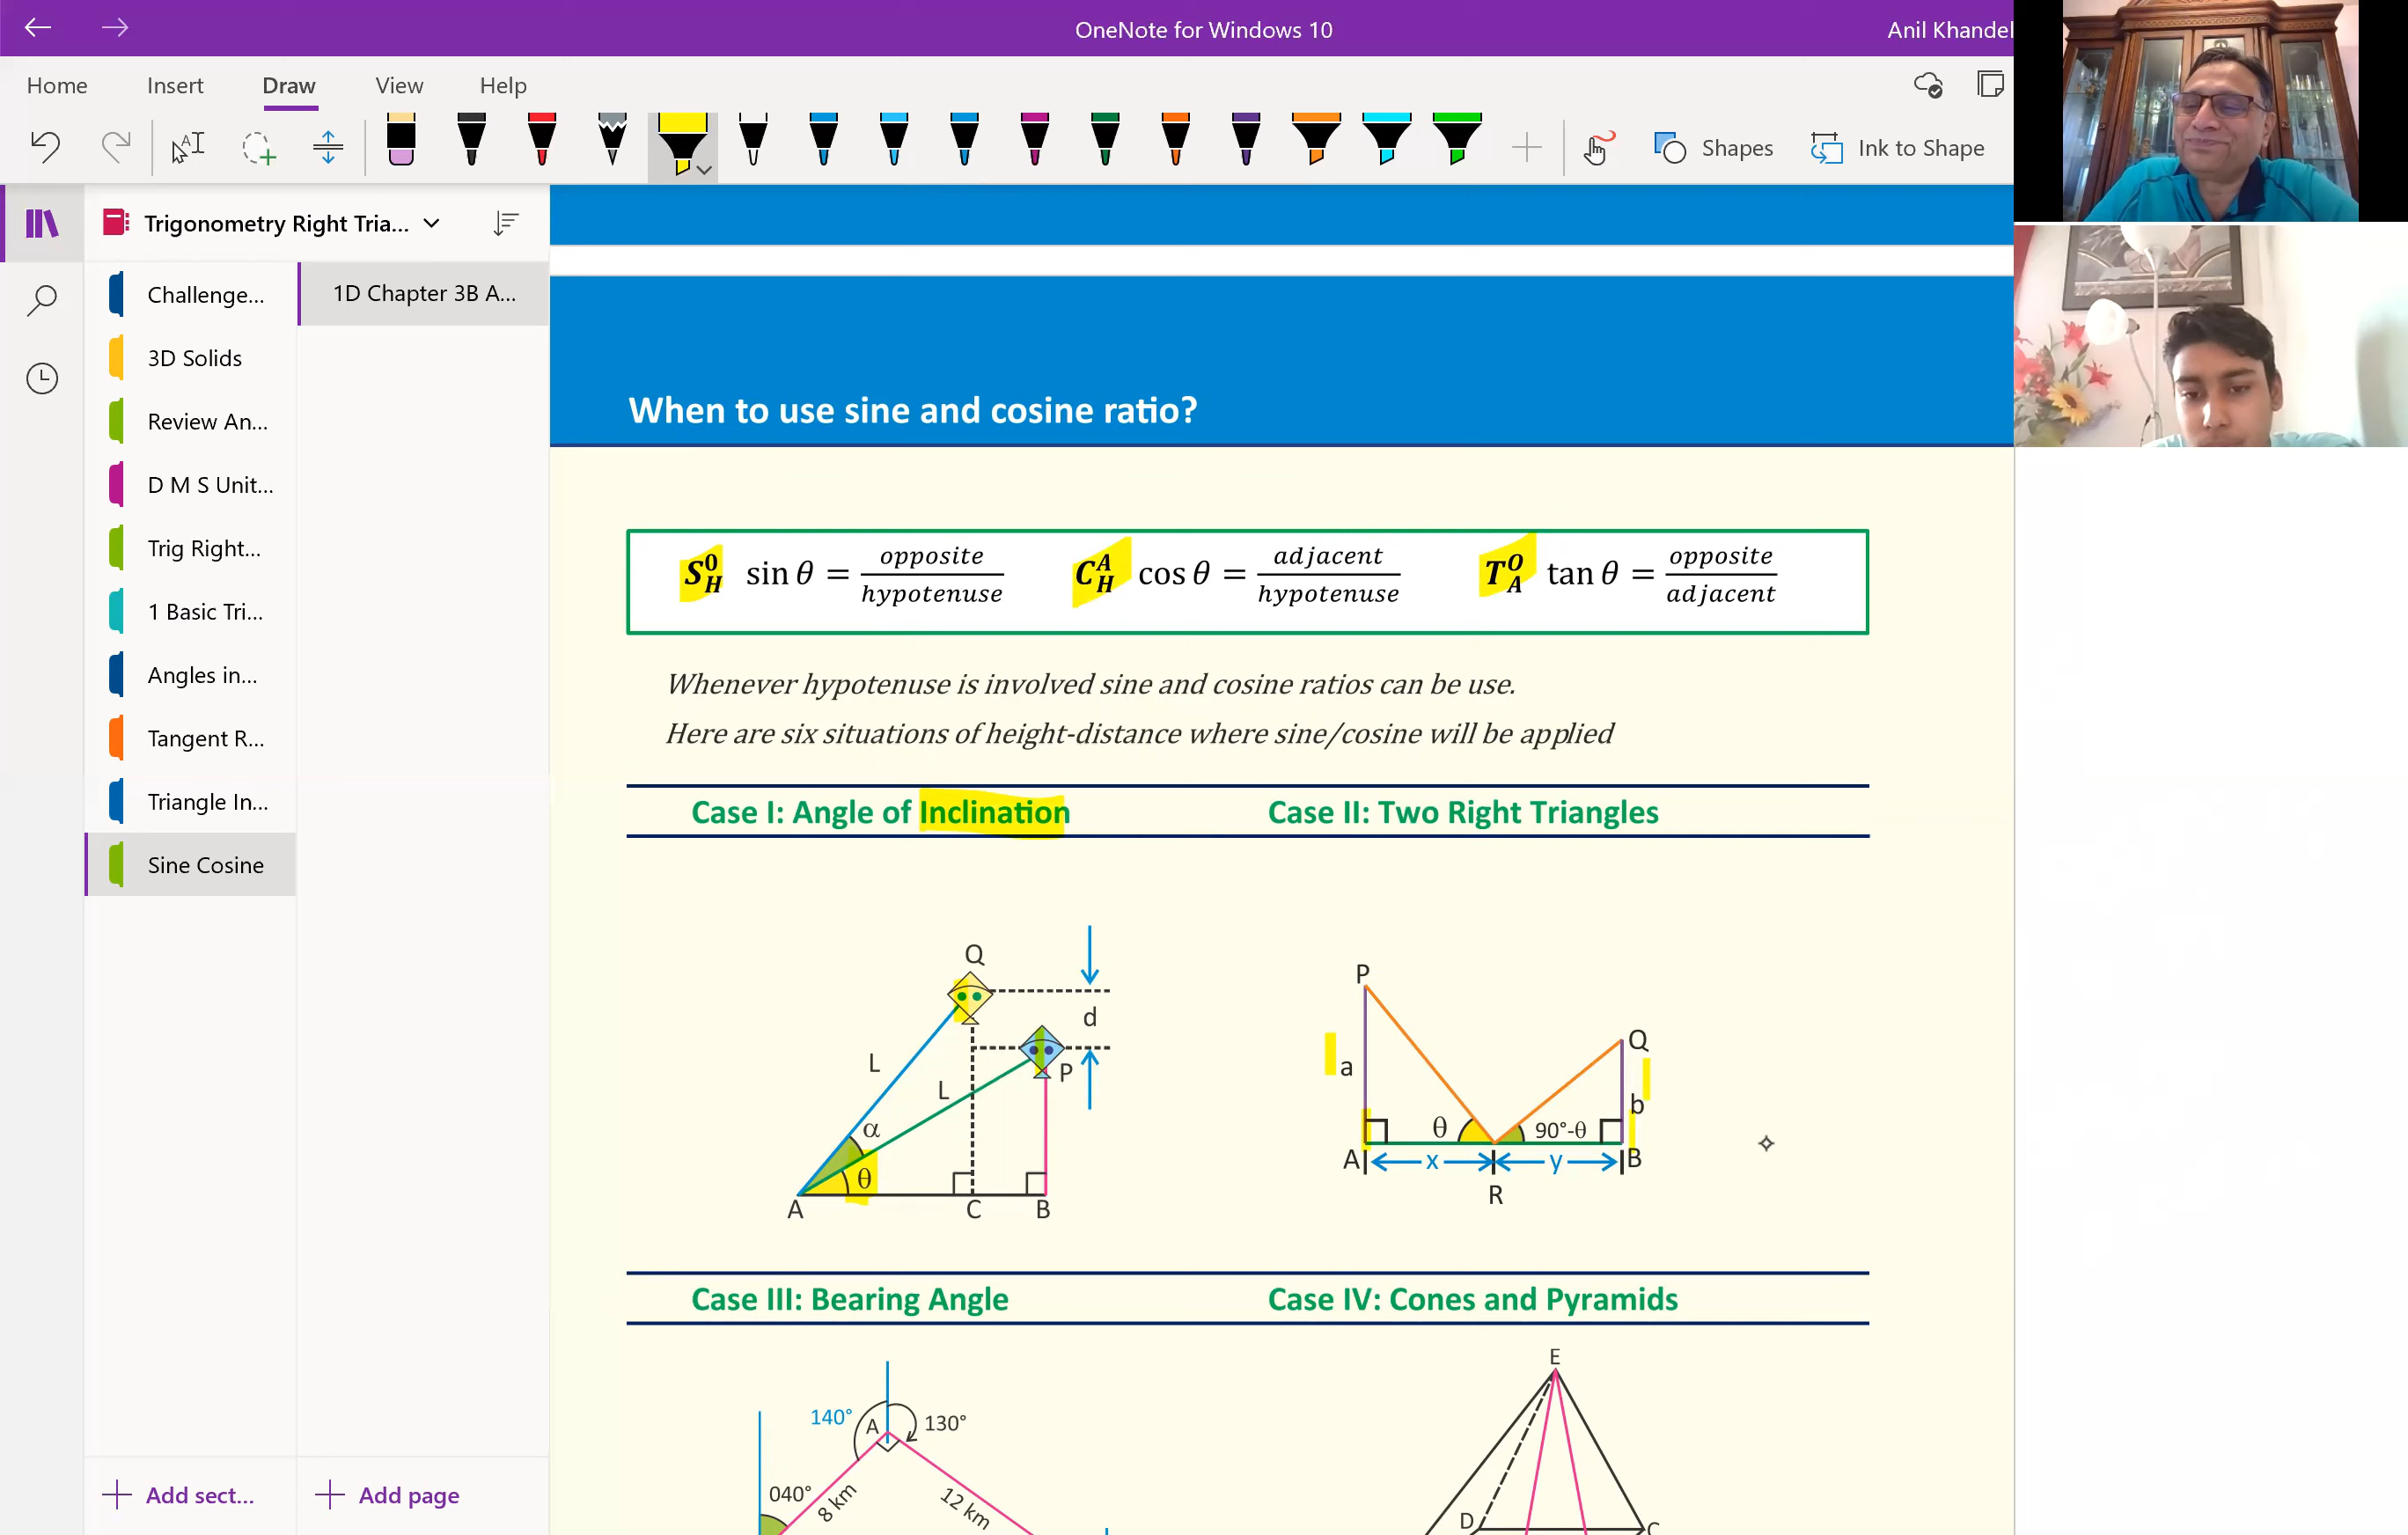 OneNote for Windows 10
Anil Khandel
Home Insert Draw View Help
Shapes Ink to Shape
Trigonometry Right Tria...
Challenge...
3D Solids
Review An...
D M S Unit...
Trig Right...
1 Basic Tri...
Angles in...
Tangent R...
Triangle In...
Sine Cosine
Add sect...
1D Chapter 3B A...
Add page
When to use sine and cosine ratio?
S^0_H sin θ = opposite/hypotenuse C^A_H cos θ = adjacent/hypotenuse T^O_A tan θ = opposite/adjacent
Whenever hypotenuse is involved sine and cosine ratios can be use.
Here are six situations of height-distance where sine/cosine will be applied
Case I: Angle of Inclination Case II: Two Right Triangles
Q
d
L
L
P
α
θ
A C B
P
Q
a
b
θ 90°-θ
A x y B
R
Case III: Bearing Angle Case IV: Cones and Pyramids
140° A 130°
040° 8 km 12 km
E
D C